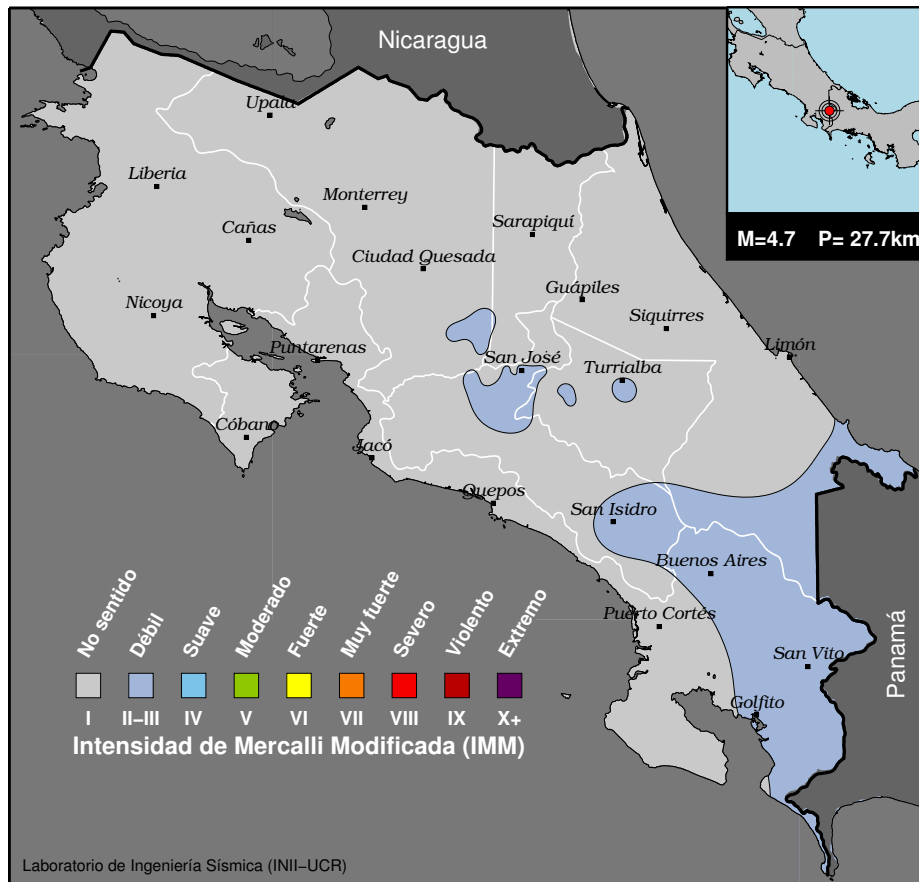 Nicaragua
Upala
Liberia
Monterrey
Cañas
Sarapiquí
Ciudad Quesada
M=4.7 P= 27.7km
Guápiles
Nicoya
Siquirres
Puntarenas
San José
Limón
Turrialba
Cóbano
Jacó
Quepos
San Isidro
Buenos Aires
Puerto Cortés
San Vito
Golfito
Panamá
No sentido
Débil
Suave
Moderado
Fuerte
Muy fuerte
Severo
Violento
Extremo
I II–III IV V VI VII VIII IX X+
Intensidad de Mercalli Modificada (IMM)
Laboratorio de Ingeniería Sísmica (INII–UCR)